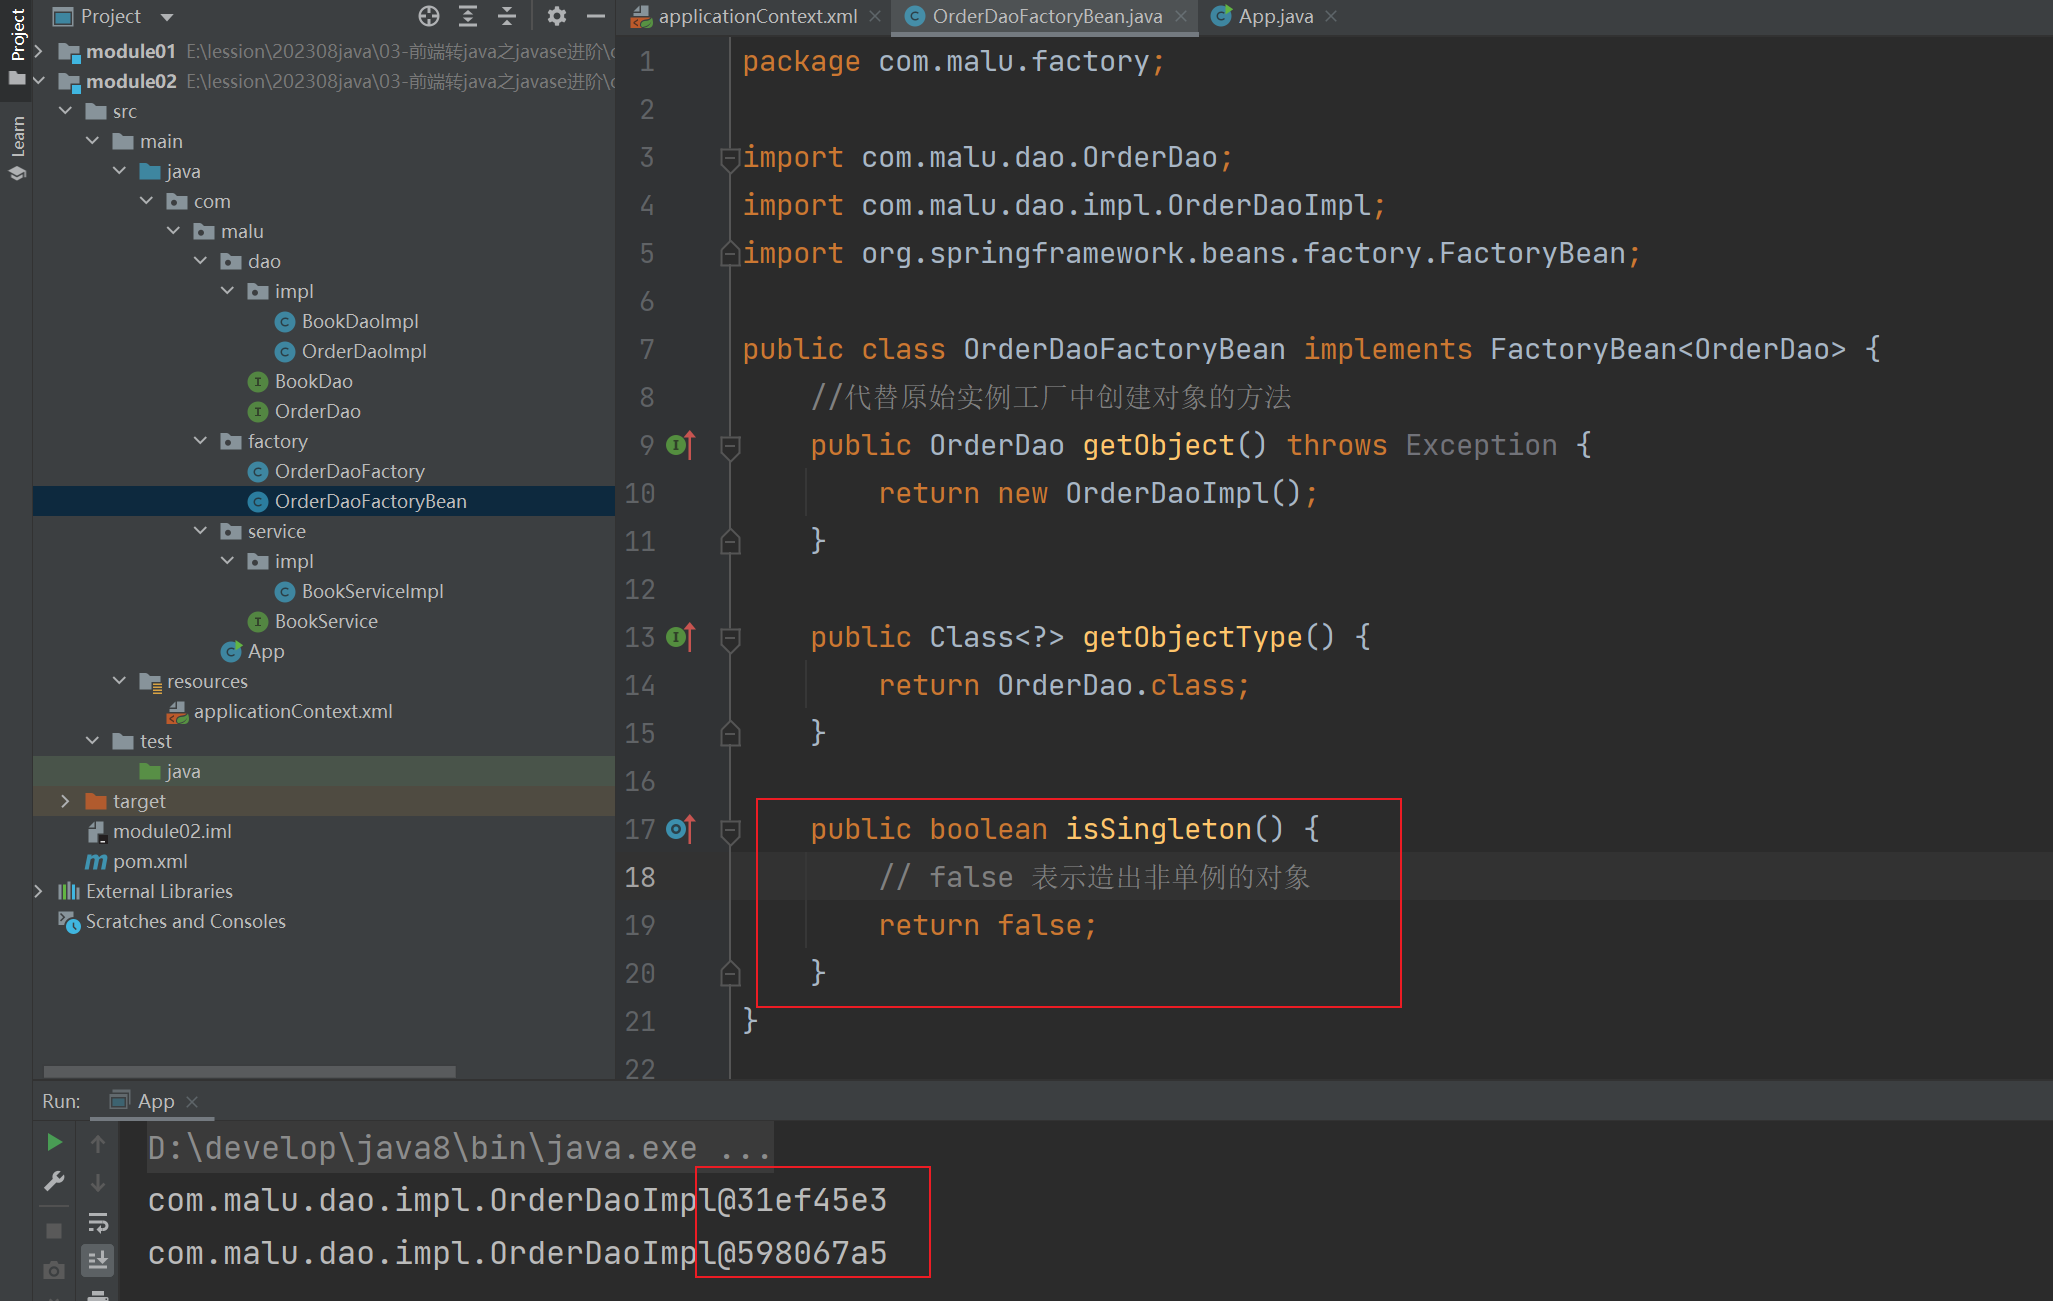 Project
applicationContext.xml
OrderDaoFactoryBean.java
App.java
Project
Learn
module01 E:\lession\202308java\03-前端转java之javase进阶\c
module02 E:\lession\202308java\03-前端转java之javase进阶\c
src
main
java
com
malu
dao
impl
BookDaoImpl
OrderDaoImpl
BookDao
OrderDao
factory
OrderDaoFactory
OrderDaoFactoryBean
service
impl
BookServiceImpl
BookService
App
resources
applicationContext.xml
test
java
target
module02.iml
pom.xml
External Libraries
Scratches and Consoles
1 package com.malu.factory;
2
3 import com.malu.dao.OrderDao;
4 import com.malu.dao.impl.OrderDaoImpl;
5 import org.springframework.beans.factory.FactoryBean;
6
7 public class OrderDaoFactoryBean implements FactoryBean<OrderDao> {
8 //代替原始实例工厂中创建对象的方法
9 public OrderDao getObject() throws Exception {
10 return new OrderDaoImpl();
11 }
12
13 public Class<?> getObjectType() {
14 return OrderDao.class;
15 }
16
17 public boolean isSingleton() {
18 // false 表示造出非单例的对象
19 return false;
20 }
21 }
22
Run: App
D:\develop\java8\bin\java.exe ...
com.malu.dao.impl.OrderDaoImpl@31ef45e3
com.malu.dao.impl.OrderDaoImpl@598067a5